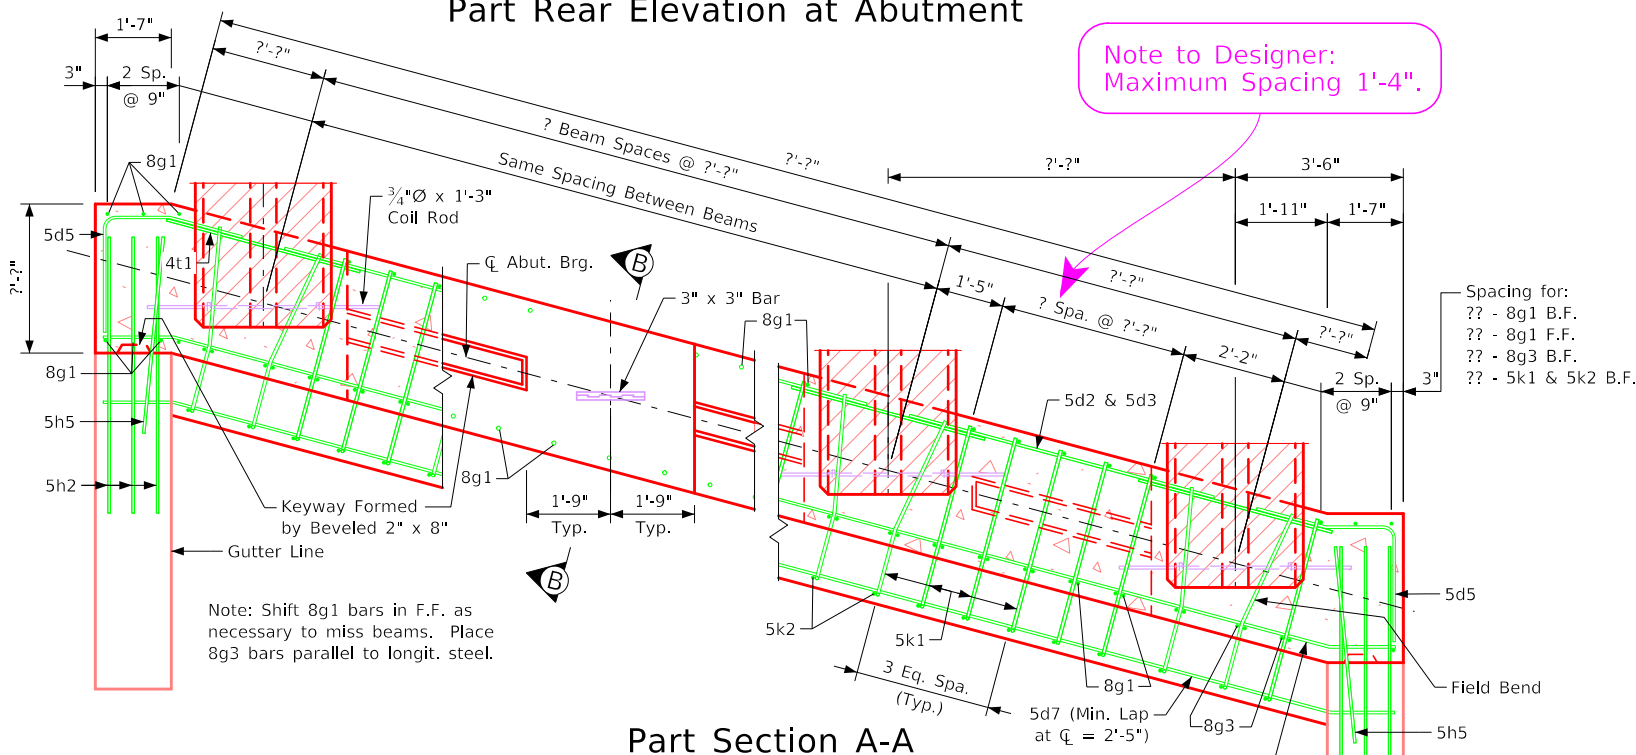 Part Rear Elevation at Abutment
1'-7"
3"
2 Sp.
@ 9"
?'-?"
? Beam Spaces @ ?'-?"
?'-?"
Same Spacing Between Beams
Note to Designer:
Maximum Spacing 1'-4".
?'-?"
3'-6"
1'-11"
1'-7"
8g1
¾"Ø x 1'-3"
Coil Rod
5d5
4t1
?'-?"
℄ Abut. Brg.
B
3" x 3" Bar
8g1
1'-5"
?'-?"
? Spa. @ ?'-?"
?'-?"
2'-2"
2 Sp.
@ 9"
3"
Spacing for:
?? - 8g1 B.F.
?? - 8g1 F.F.
?? - 8g3 B.F.
?? - 5k1 & 5k2 B.F.
8g1
5h5
5h2
5d2 & 5d3
8g1
Keyway Formed
by Beveled 2" x 8"
1'-9"
Typ.
1'-9"
Typ.
Gutter Line
B
Note: Shift 8g1 bars in F.F. as
necessary to miss beams. Place
8g3 bars parallel to longit. steel.
5k2
5k1
3 Eq. Spa.
(Typ.)
8g1
5d7 (Min. Lap
at ℄ = 2'-5")
8g3
5d5
Field Bend
5h5
Part Section A-A